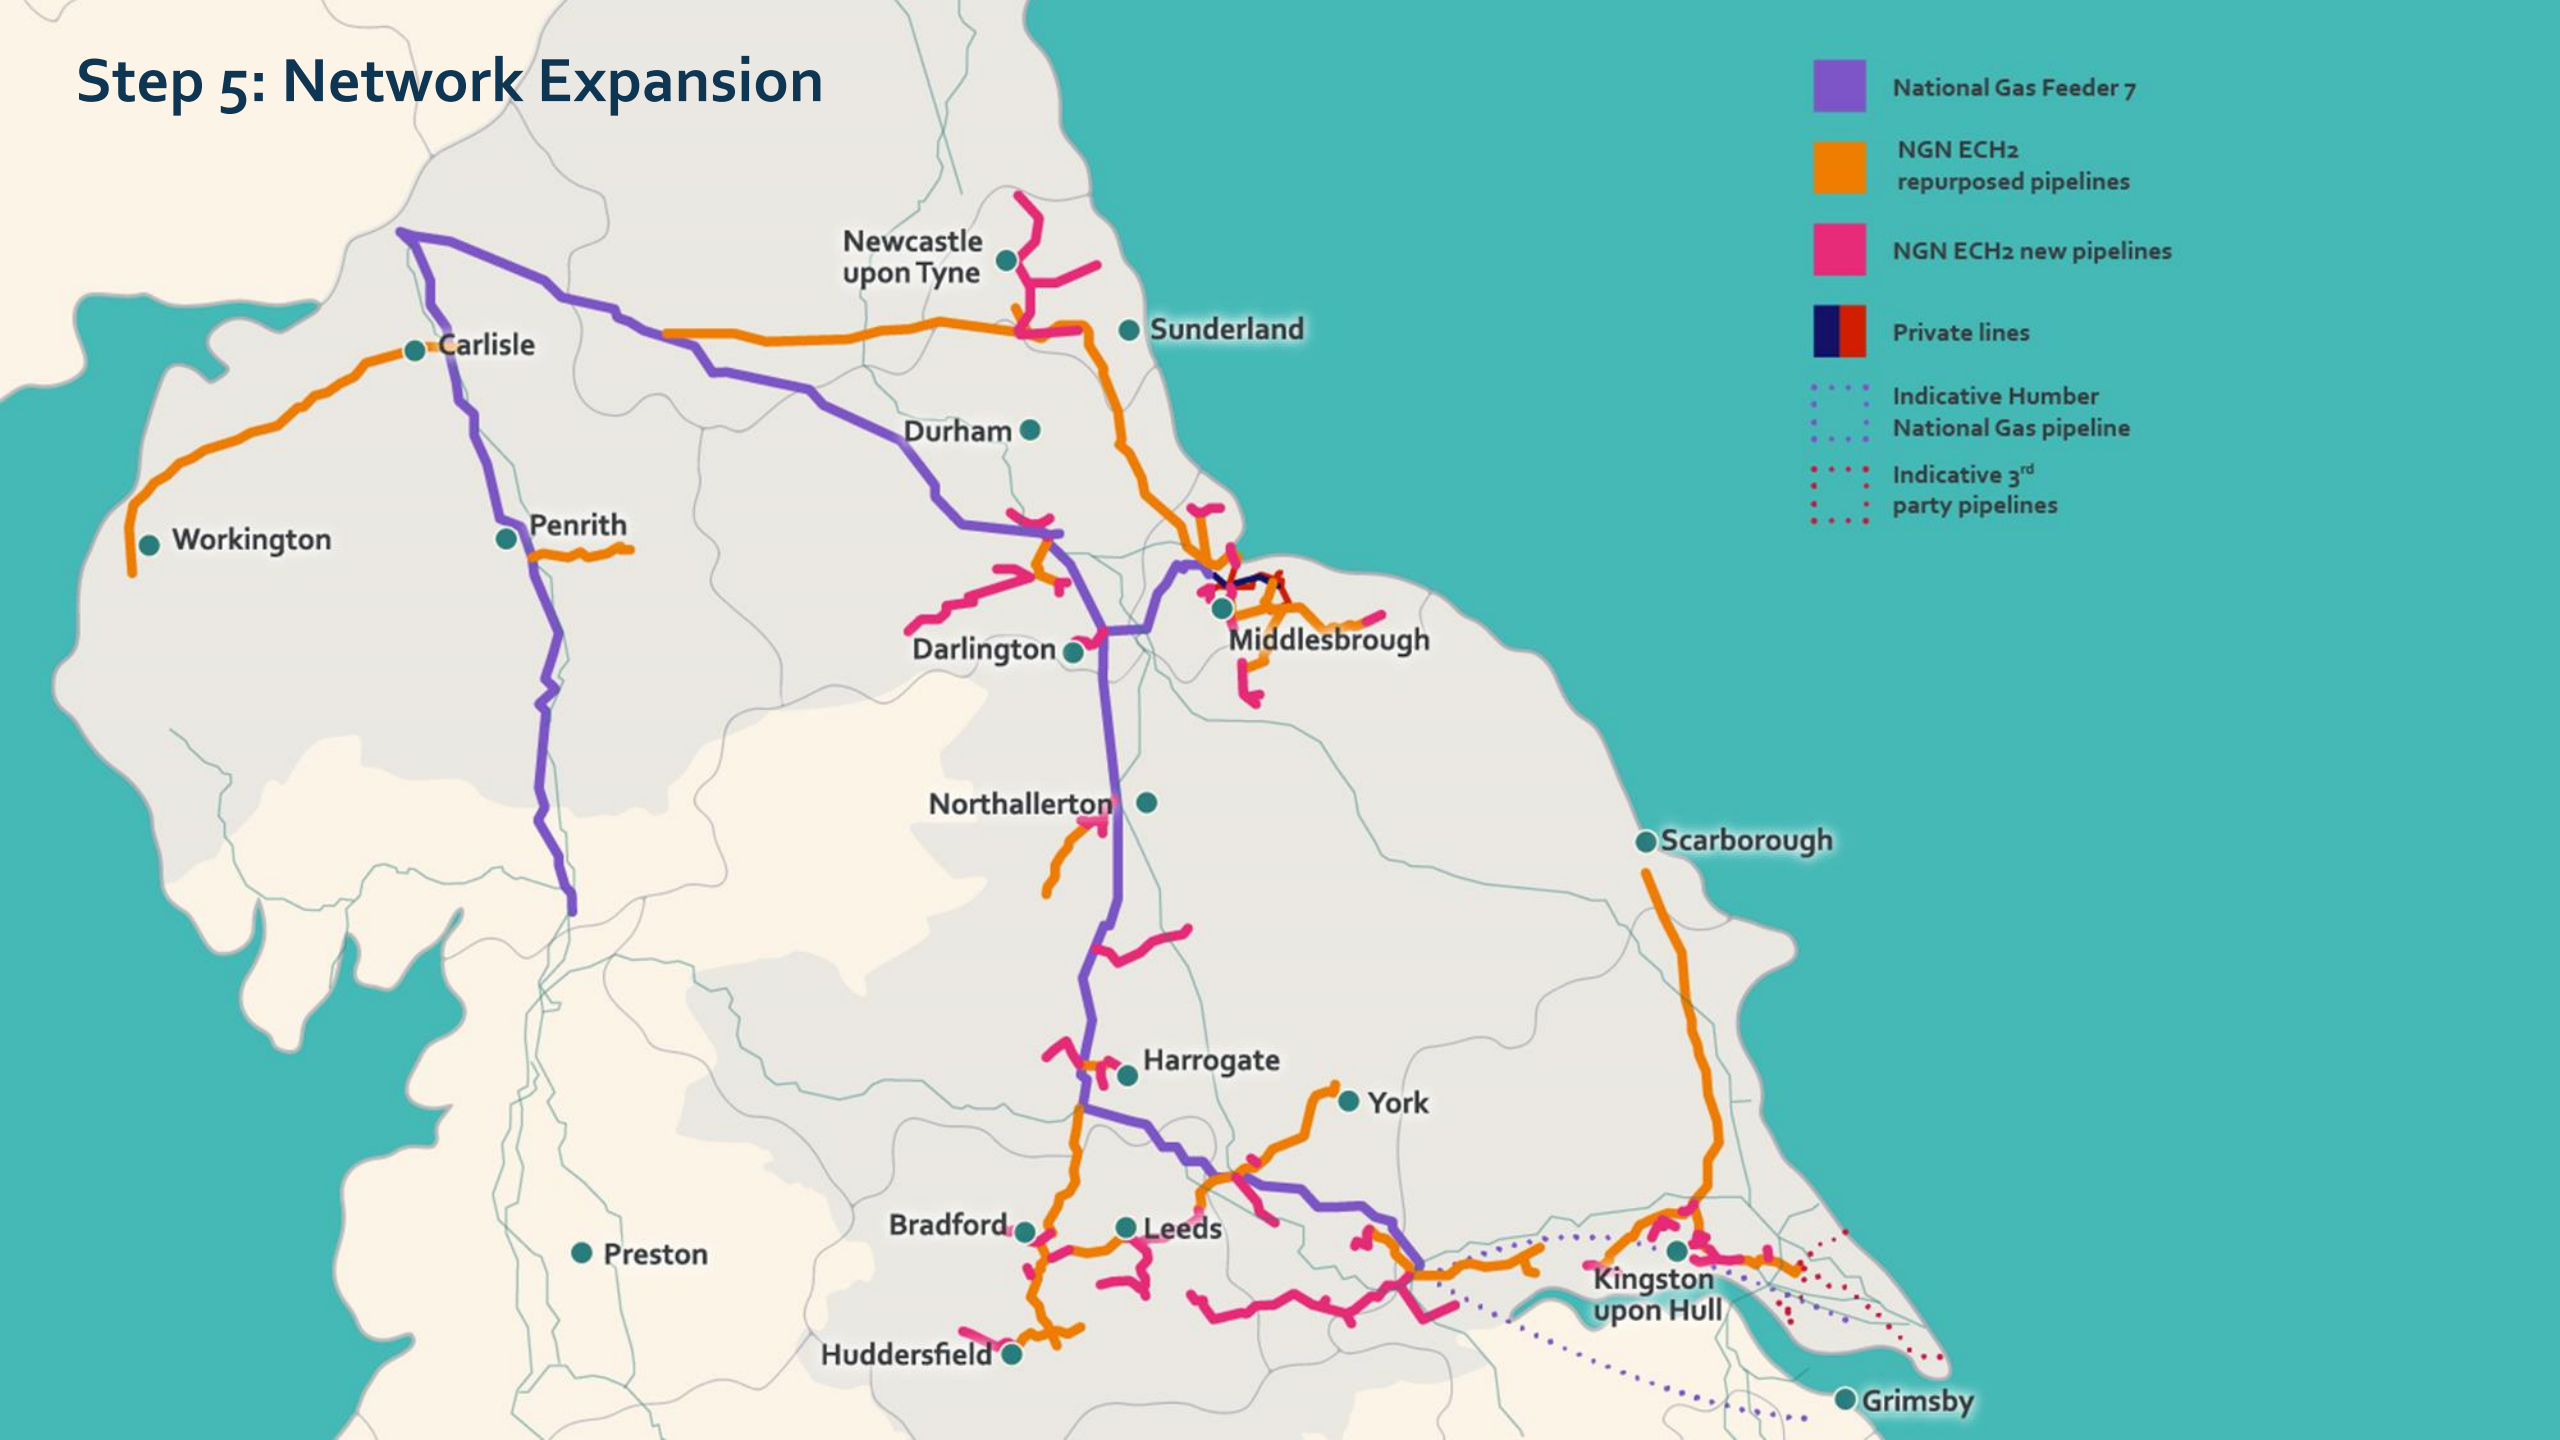 Step 5: Network Expansion
National Gas Feeder 7
NGN ECH2
repurposed pipelines
NGN ECH2 new pipelines
Private lines
Indicative Humber
National Gas pipeline
Indicative 3rd
party pipelines
Newcastle
upon Tyne
Sunderland
Carlisle
Durham
Penrith
Workington
Middlesbrough
Darlington
Northallerton
Scarborough
Harrogate
York
Bradford
Leeds
Preston
Kingston
upon Hull
Huddersfield
Grimsby